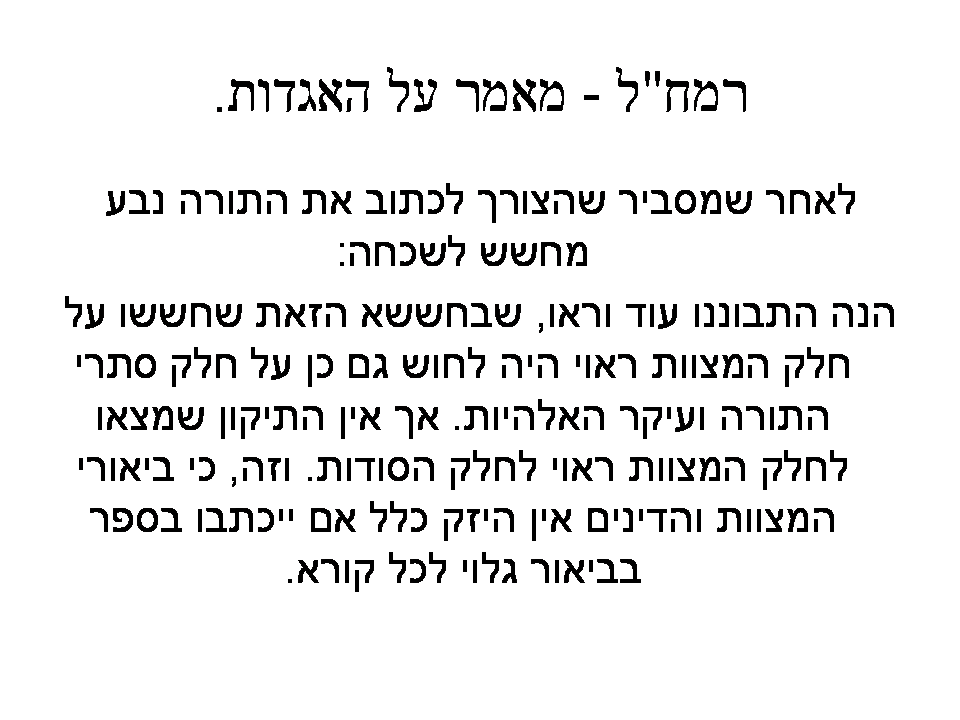 רמח"ל - מאמר על האגדות.
לאחר שמסביר שהצורך לכתוב את התורה נבע
מחשש לשכחה:
הנה התבוננו עוד וראו, שבחששא הזאת שחששו על
חלק המצוות ראוי היה לחוש גם כן על חלק סתרי
התורה ועיקר האלהיות. אך אין התיקון שמצאו
לחלק המצוות ראוי לחלק הסודות. וזה, כי ביאורי
המצוות והדינים אין היזק כלל אם ייכתבו בספר
בביאור גלוי לכל קורא.